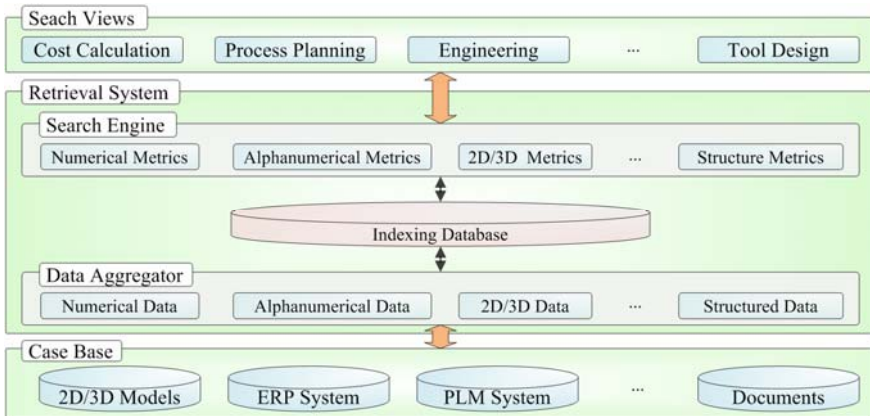 Seach Views
Cost Calculation Process Planning Engineering ... Tool Design
Retrieval System
Search Engine
Numerical Metrics Alphanumerical Metrics 2D/3D Metrics ... Structure Metrics
Indexing Database
Data Aggregator
Numerical Data Alphanumerical Data 2D/3D Data ... Structured Data
Case Base
2D/3D Models ERP System PLM System ... Documents